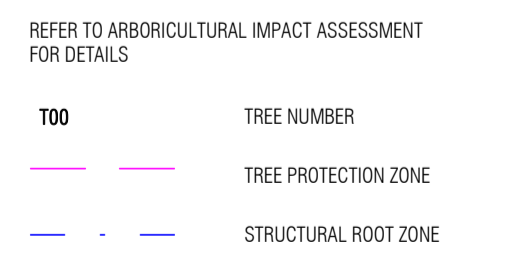 REFER TO ARBORICULTURAL IMPACT ASSESSMENT
FOR DETAILS
T00 TREE NUMBER
TREE PROTECTION ZONE
STRUCTURAL ROOT ZONE